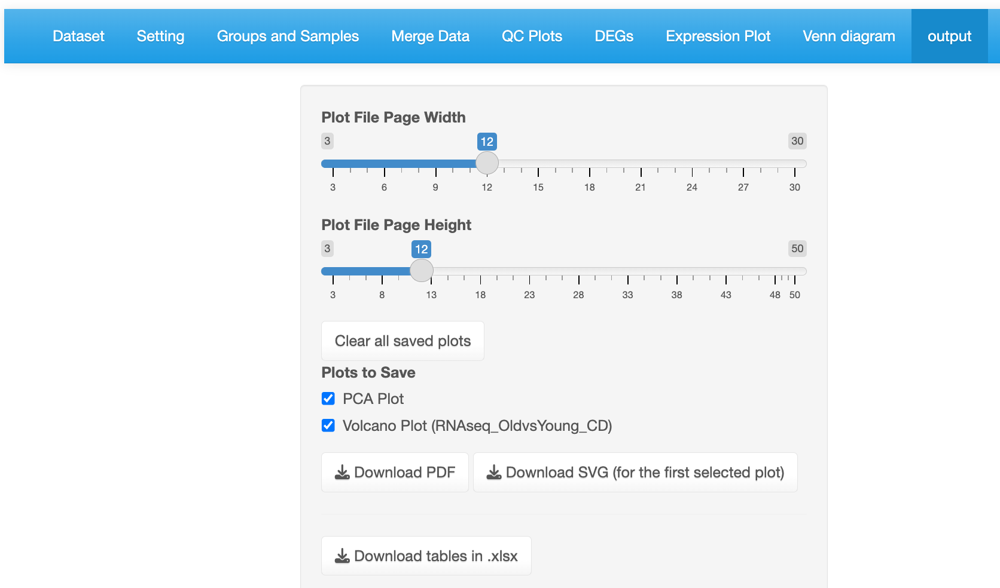 Dataset Setting Groups and Samples Merge Data QC Plots DEGs Expression Plot Venn diagram output
Plot File Page Width
3 12 30
3 6 9 12 15 18 21 24 27 30
Plot File Page Height
3 12 50
3 8 13 18 23 28 33 38 43 48 50
Clear all saved plots
Plots to Save
PCA Plot
Volcano Plot (RNAseq_OldvsYoung_CD)
Download PDF Download SVG (for the first selected plot)
Download tables in .xlsx